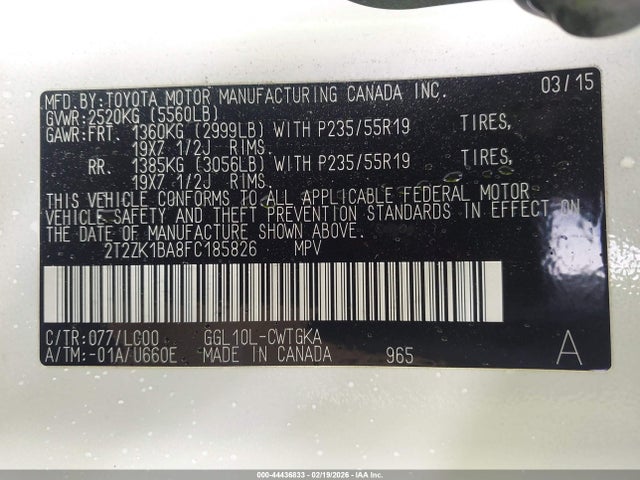 MFD.BY:TOYOTA MOTOR MANUFACTURING CANADA INC. 03/15
GVWR:2520KG (5560LB)
GAWR:FRT. 1360KG (2999LB) WITH P235/55R19 TIRES,
19X7 1/2J RIMS.
RR. 1385KG (3056LB) WITH P235/55R19 TIRES,
19X7 1/2J RIMS.
THIS VEHICLE CONFORMS TO ALL APPLICABLE FEDERAL MOTOR
VEHICLE SAFETY AND THEFT PREVENTION STANDARDS IN EFFECT ON
THE DATE OF MANUFACTURE SHOWN ABOVE.
2T2ZK1BA8FC185826 MPV
C/TR:077/LC00 GGL10L-CWTGKA
A/TM:-01A/U660E MADE IN CANADA 965 A
000-44436833 - 02/19/2026 - IAA Inc.